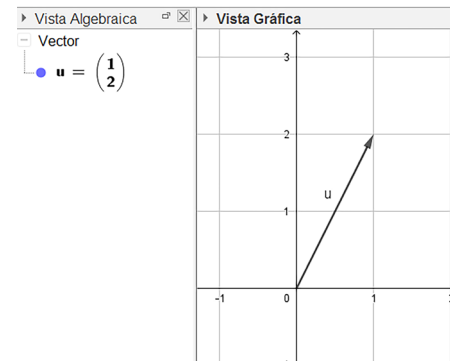 Vista Algebraica
Vector
u = (1 2)
Vista Gráfica
3
2
u
1
-1 0 1